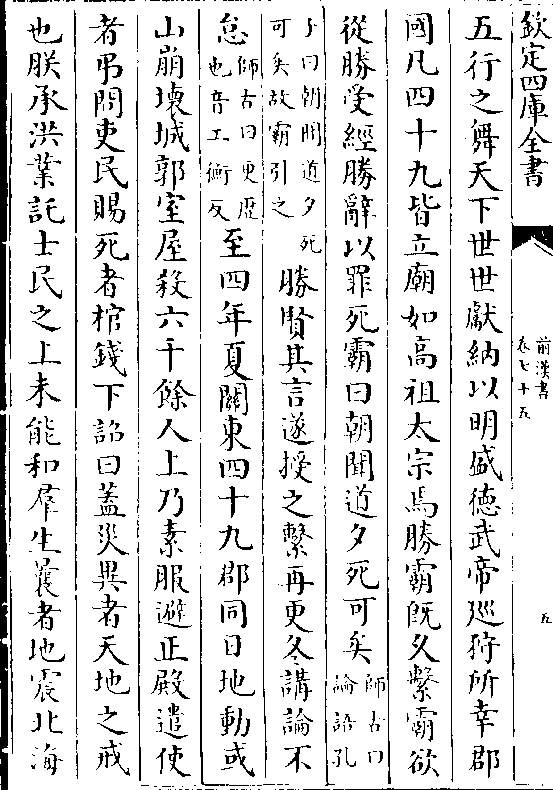 欽定四庫全書
前漢書
卷七十五
五
五行之舞天下世世獻納以明盛徳武帝廵狩所幸郡
國凡四十九皆立廟如高祖太宗焉勝霸旣久繫霸欲
從勝受經勝辭以罪死霸曰朝聞道夕死可矣師古曰論語孔
子曰朝聞道夕死可矣故霸引之勝賢其言遂授之繫再更冬講論不
怠師古曰更歴也音工衡反至四年夏關東四十九郡同日地動或
山崩壞城郭室屋殺六千餘人上乃素服避正殿遣使
者弔問吏民賜死者棺錢下詔曰蓋災異者天地之戒
也朕承洪業託士民之上未能和羣生曩者地震北海